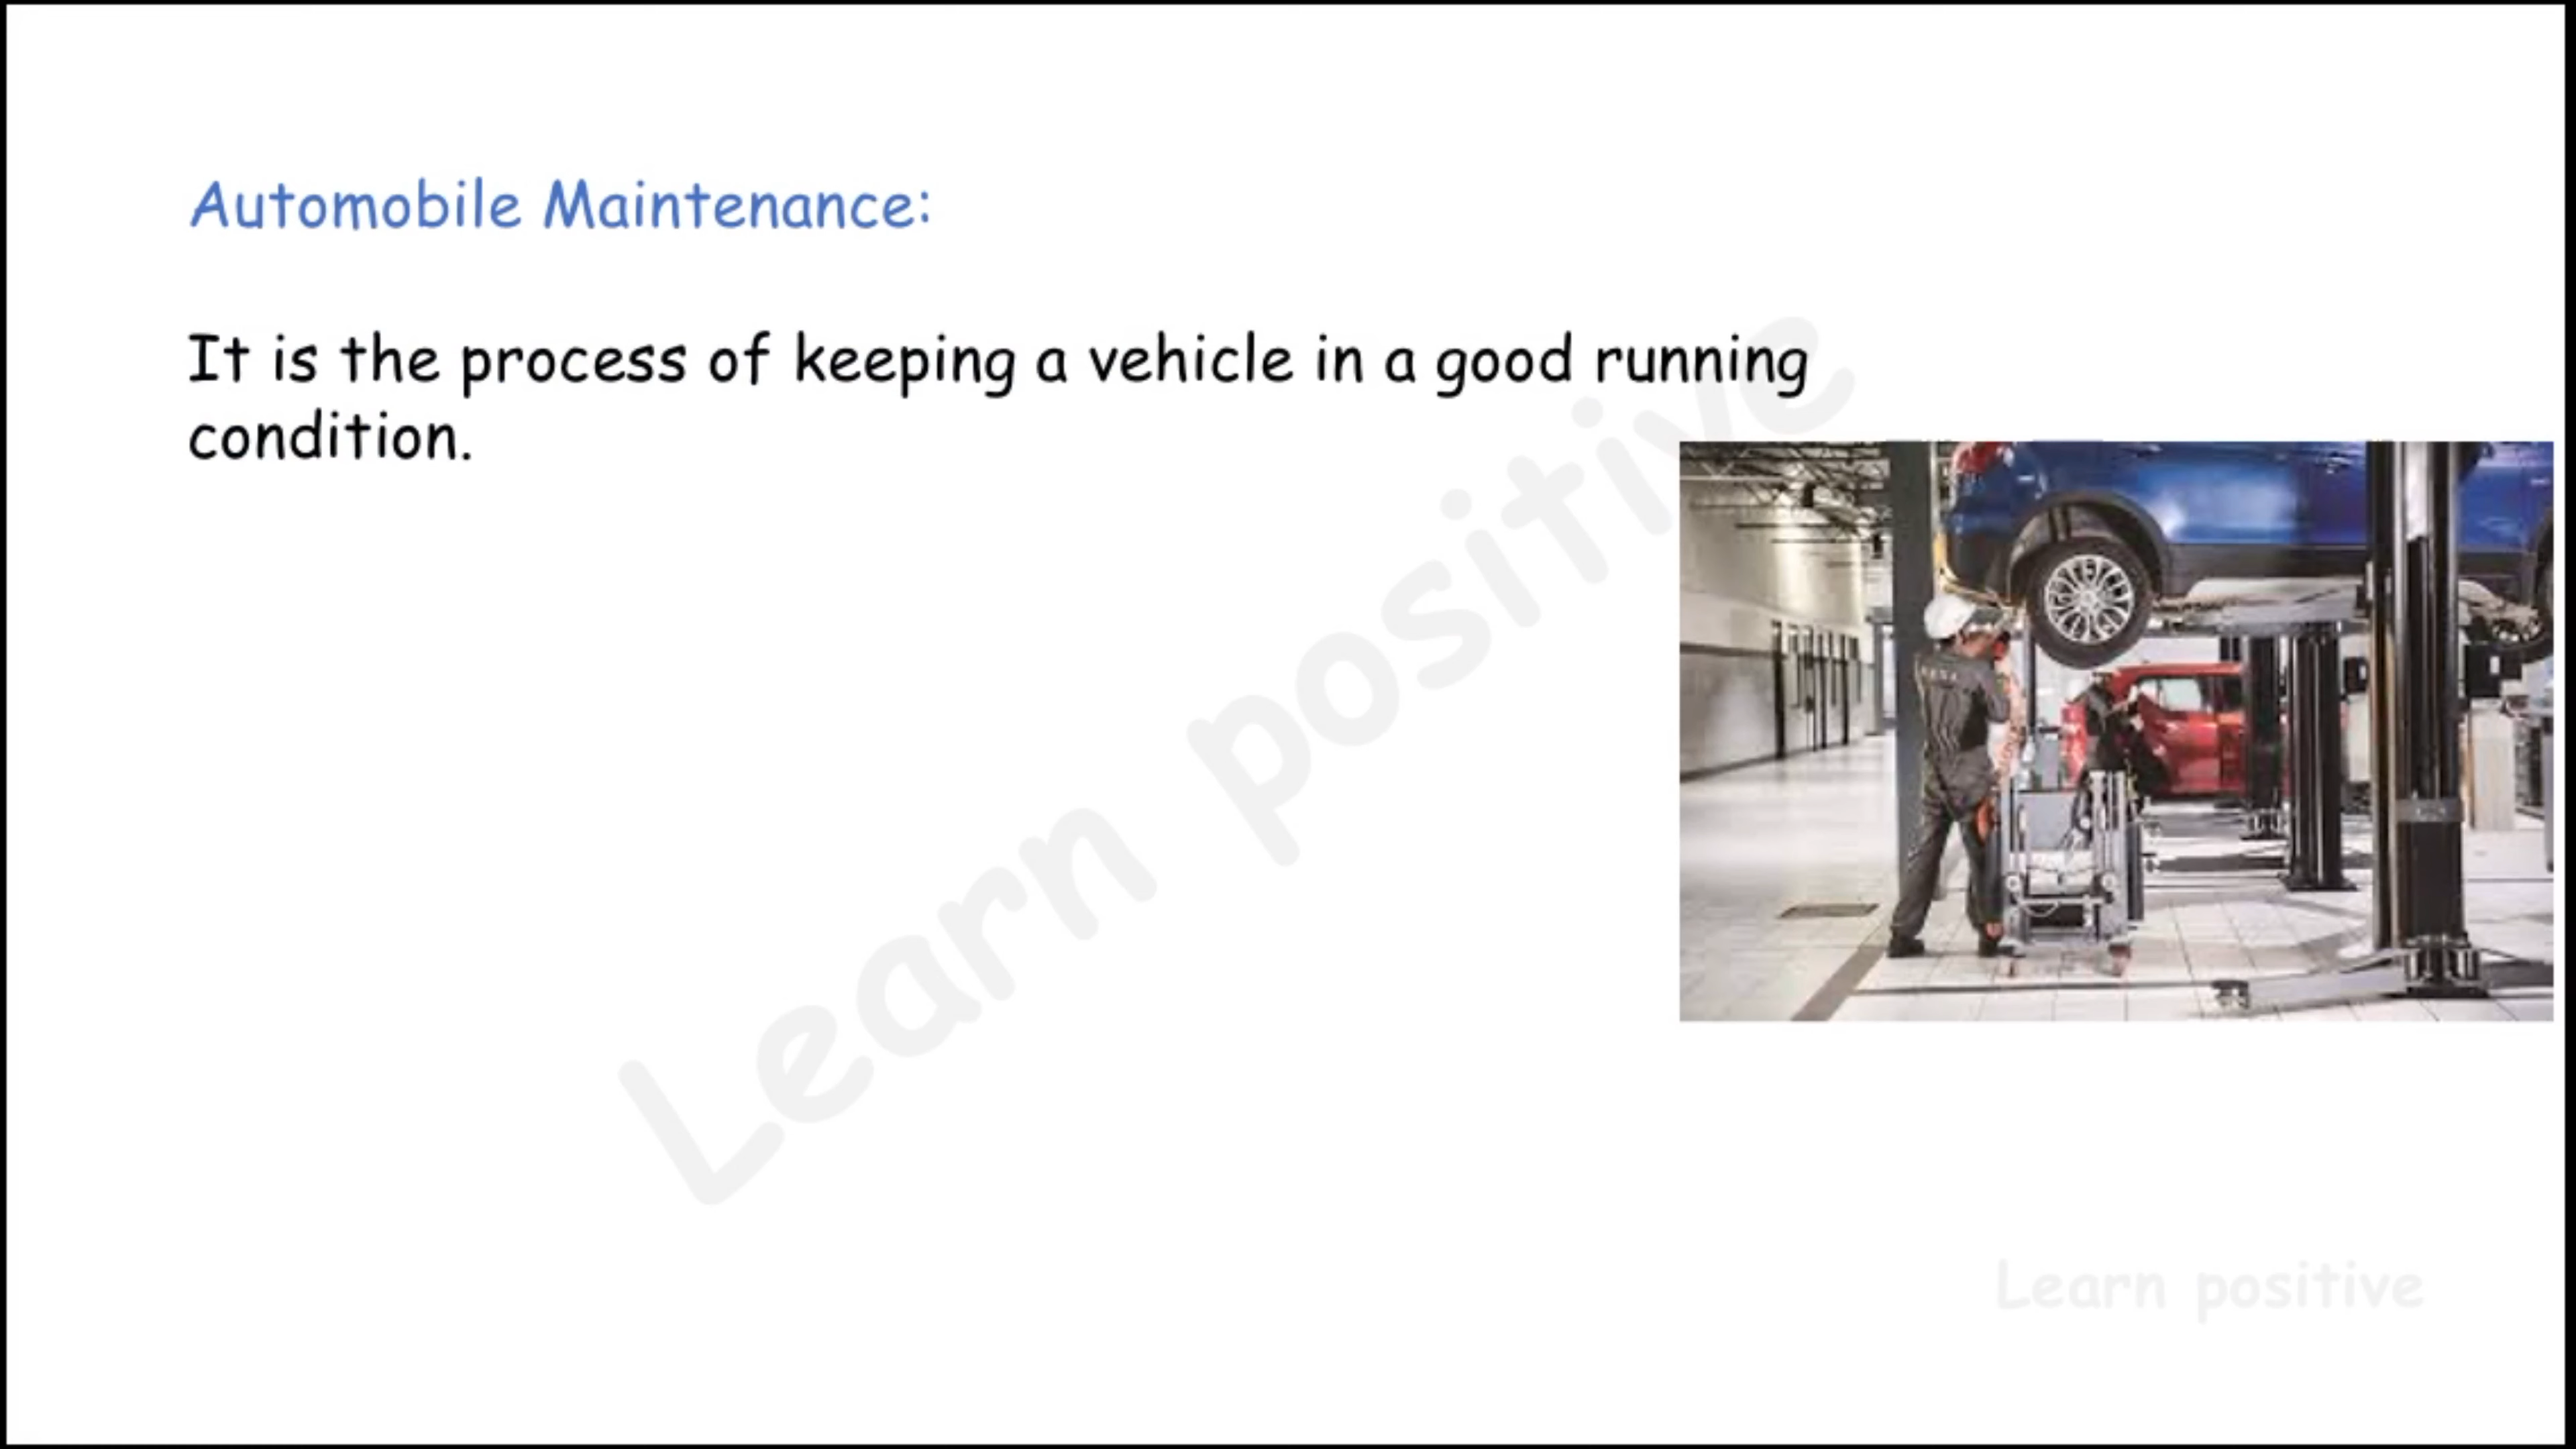 Automobile Maintenance:
It is the process of keeping a vehicle in a good running
condition.
Learn positive
Learn positive